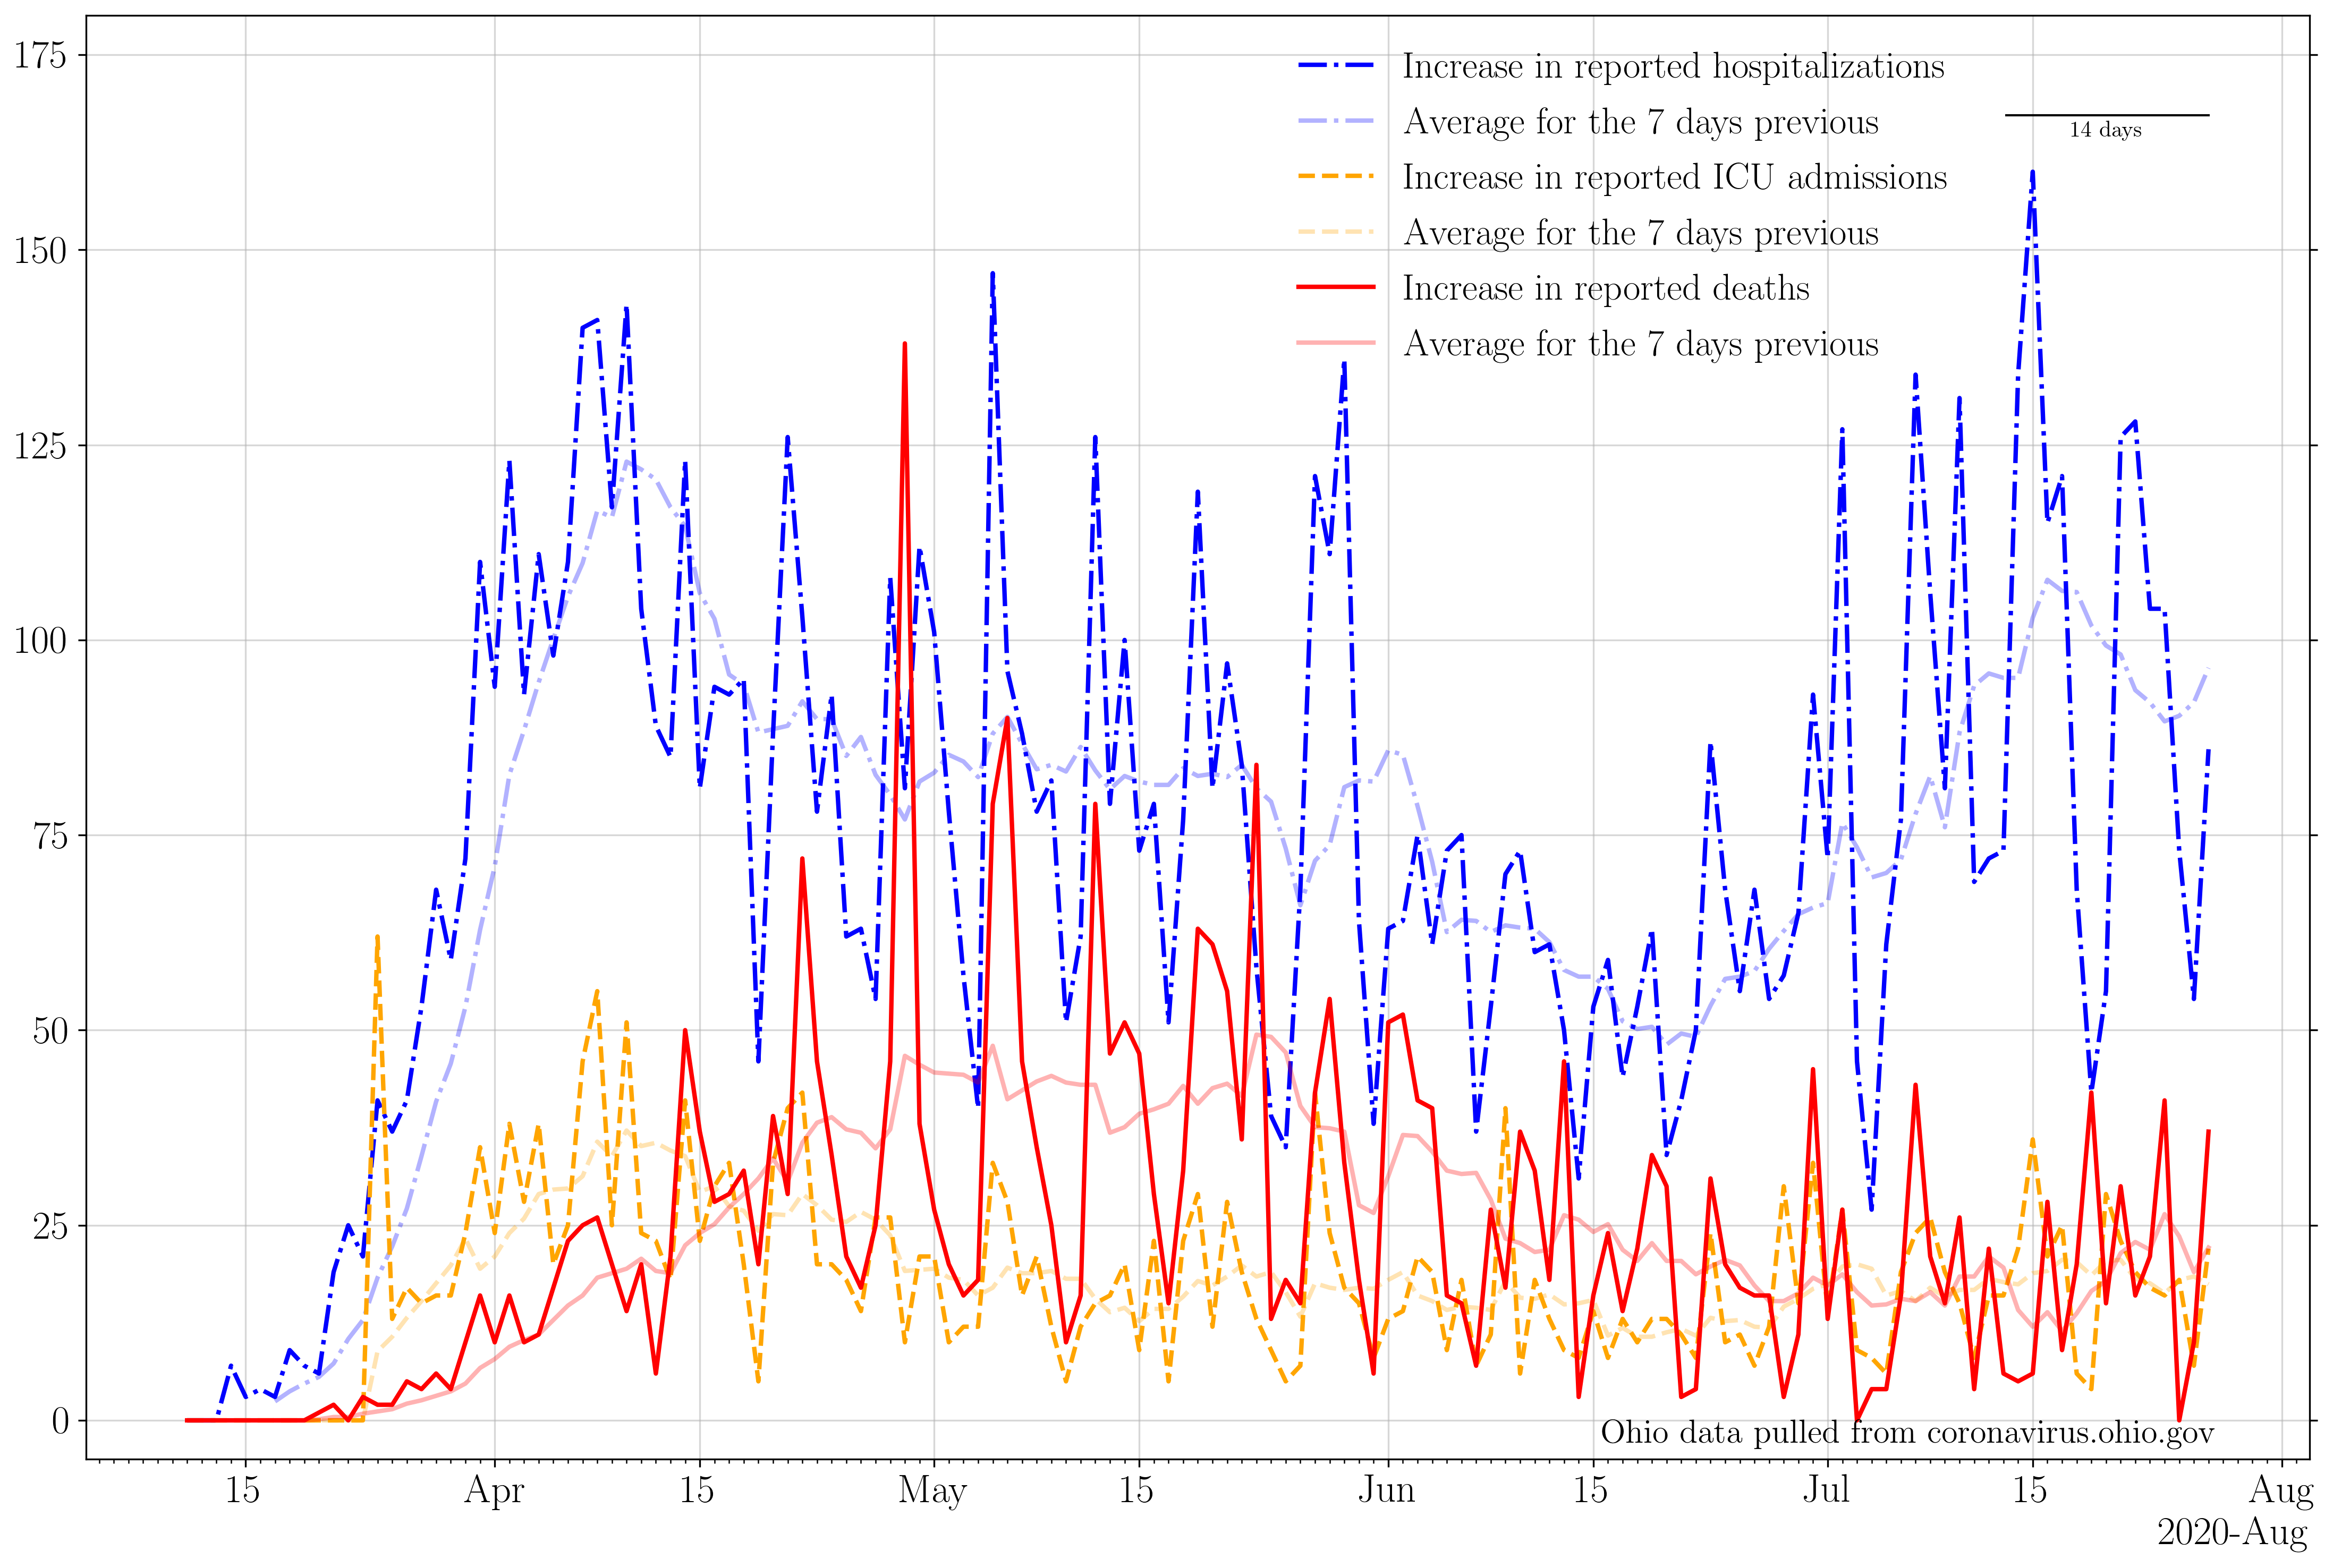 175
150
125
100
75
50
25
0
Increase in reported hospitalizations
Average for the 7 days previous
Increase in reported ICU admissions
Average for the 7 days previous
Increase in reported deaths
Average for the 7 days previous
14 days
Ohio data pulled from coronavirus.ohio.gov
15 Apr 15 May 15 Jun 15 Jul 15 Aug
2020-Aug